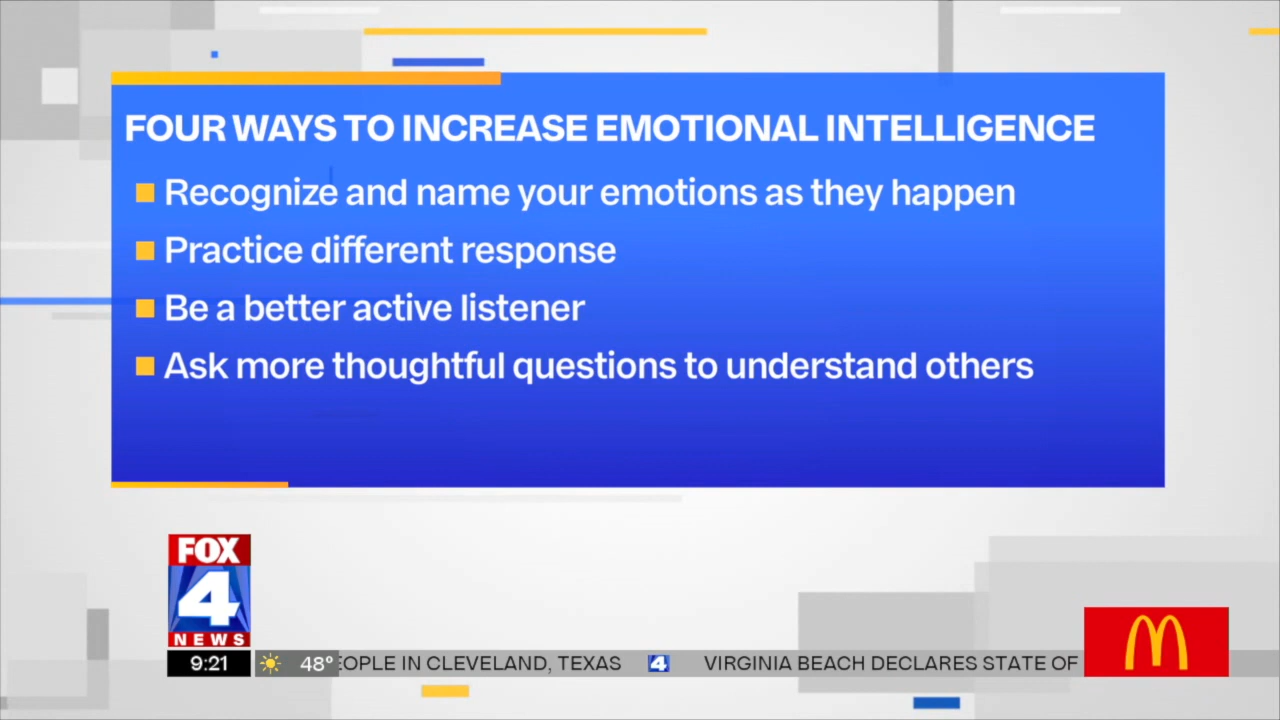 FOUR WAYS TO INCREASE EMOTIONAL INTELLIGENCE
Recognize and name your emotions as they happen
Practice different response
Be a better active listener
Ask more thoughtful questions to understand others
FOX
4
NEWS
9:21
48° EOPLE IN CLEVELAND, TEXAS 4 VIRGINIA BEACH DECLARES STATE OF